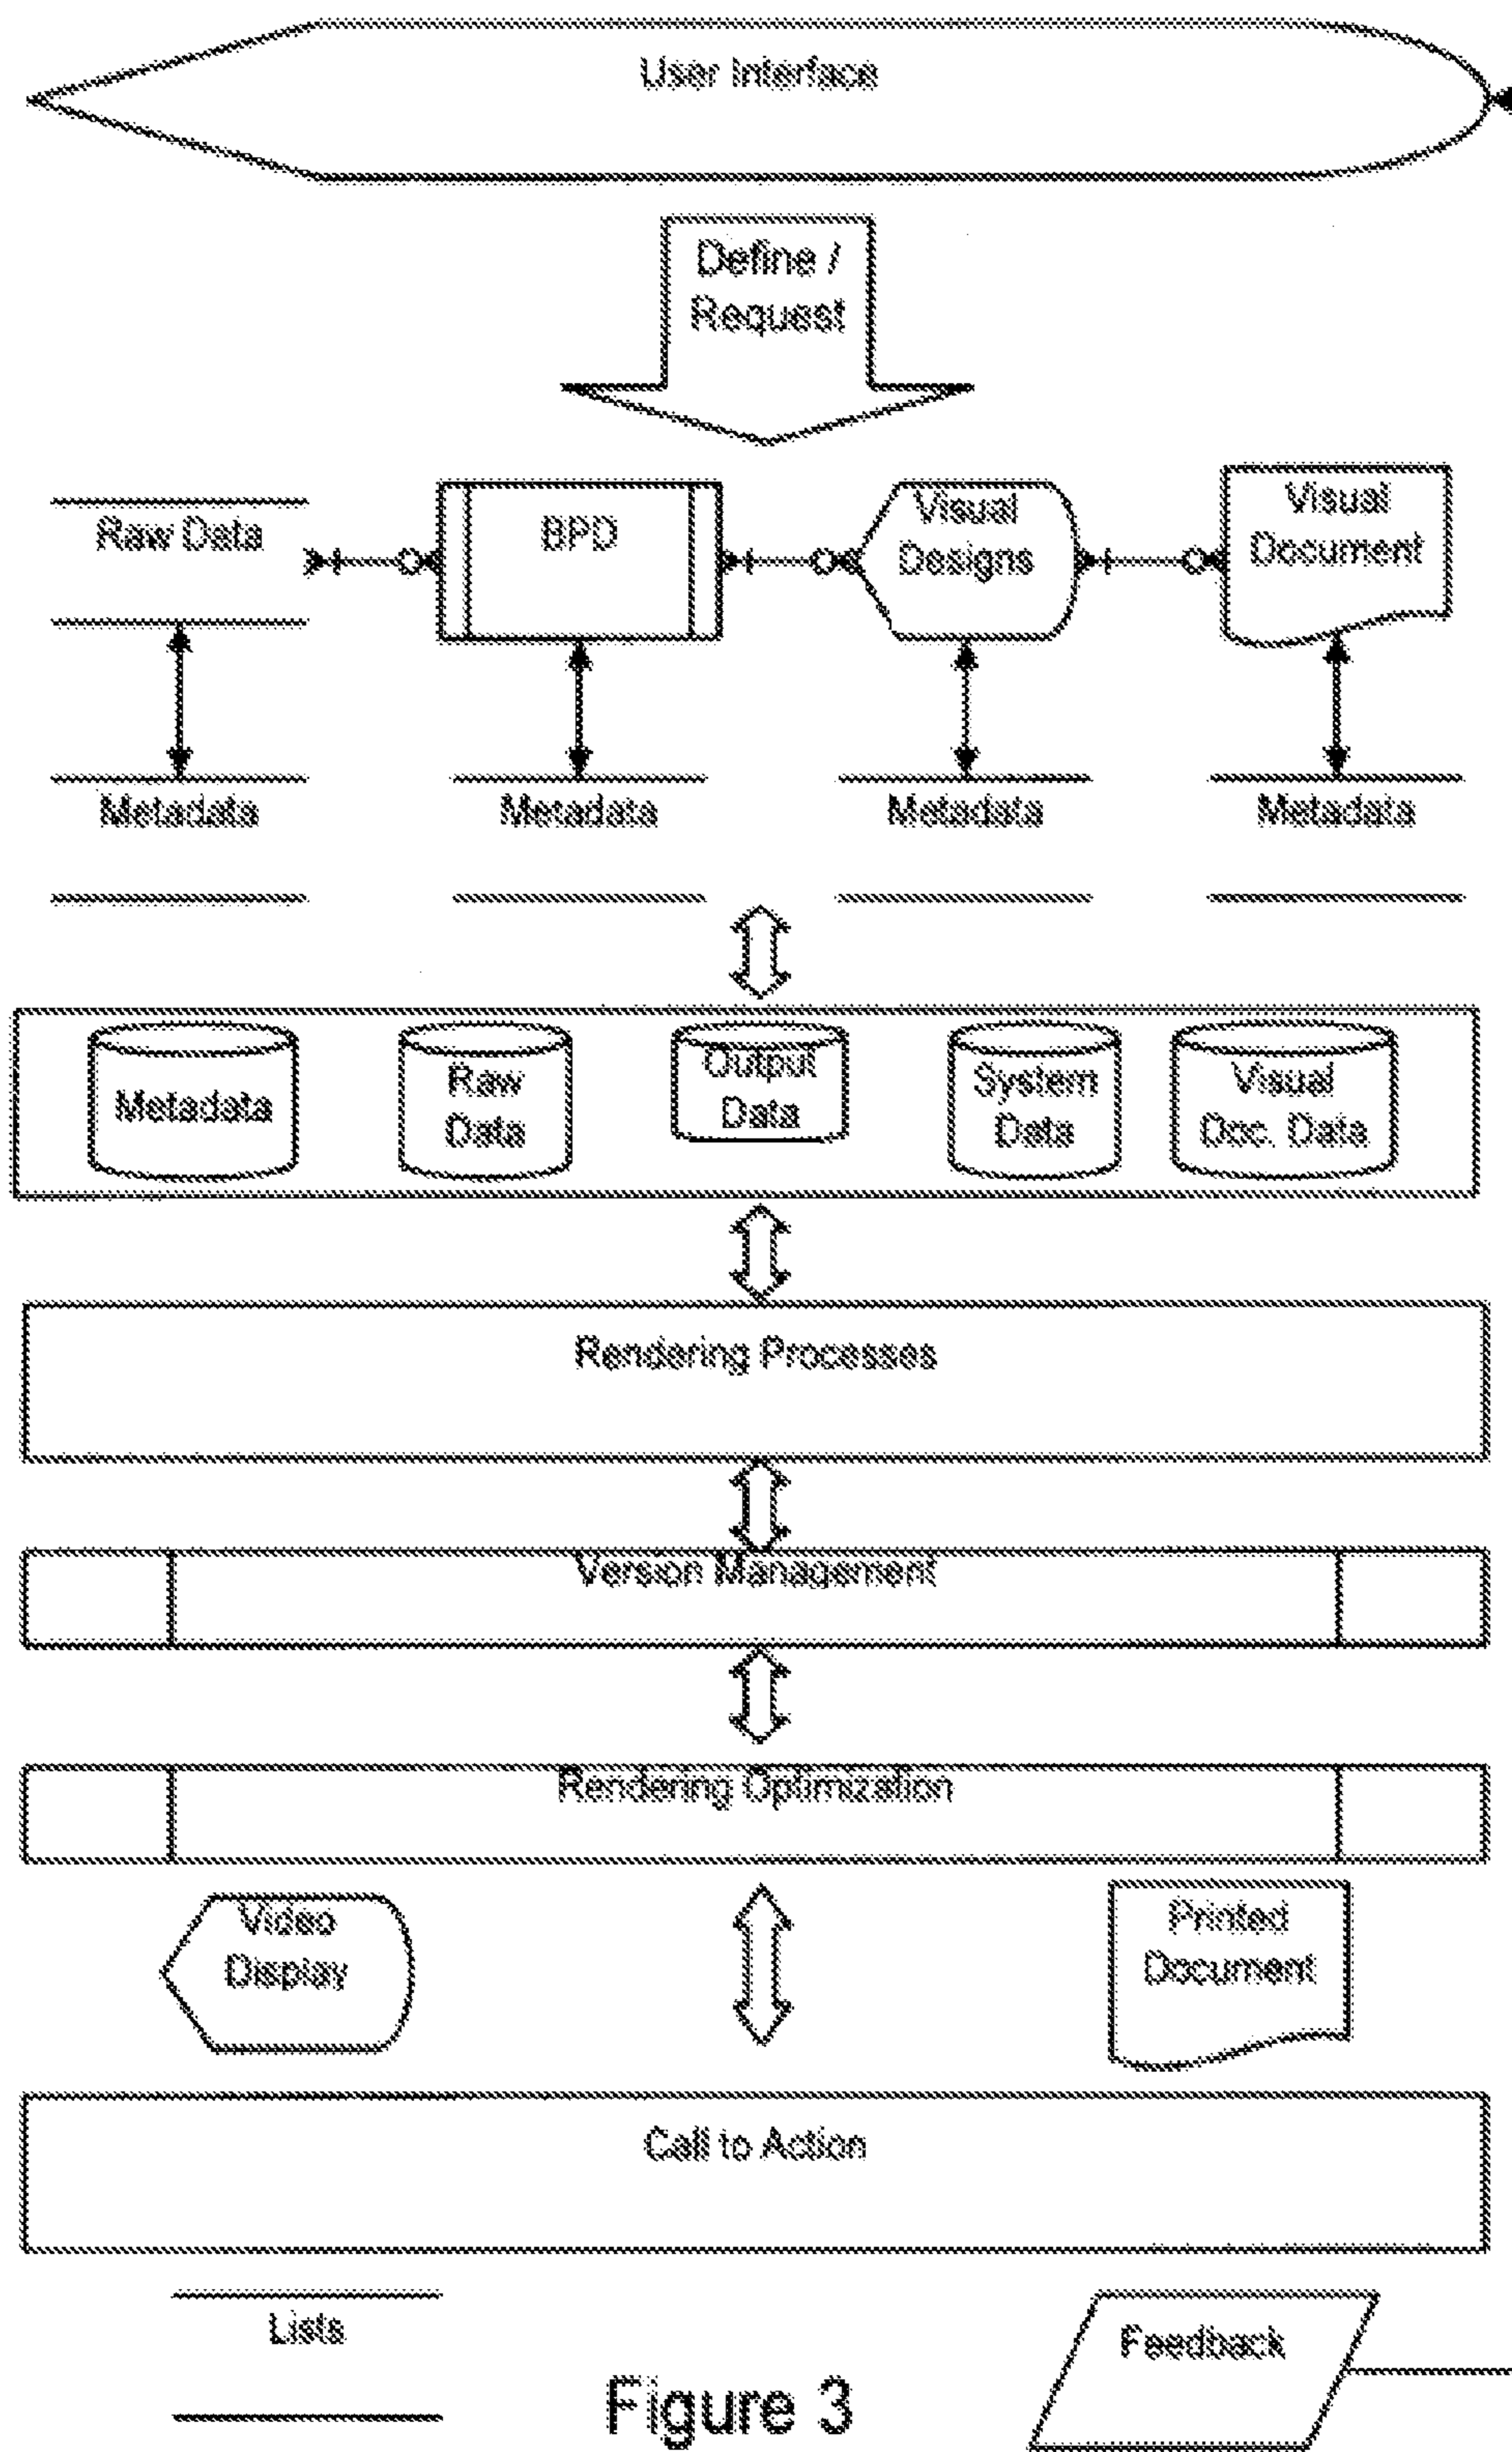 User Interface
Define /
Request
Raw Data
BPD
Visual
Designs
Visual
Document
Metadata
Metadata
Metadata
Metadata
Metadata
Raw
Data
Output
Data
System
Data
Visual
Doc. Data
Rendering Processes
Version Management
Rendering Optimization
Video
Display
Printed
Document
Call to Action
Lists
Feedback
Figure 3